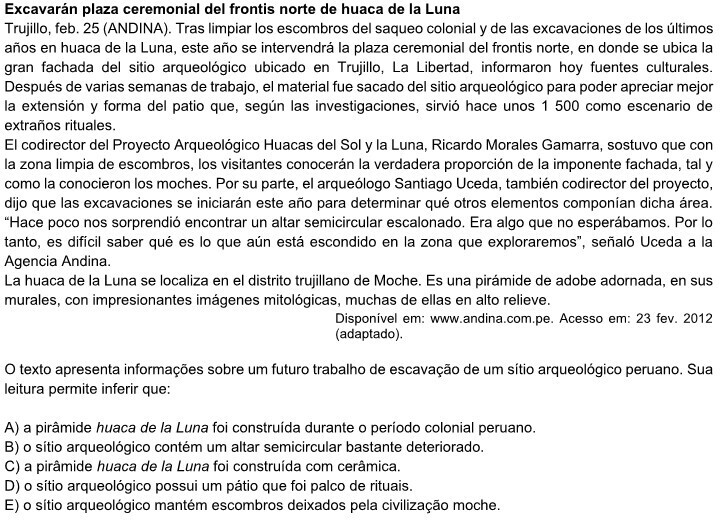 Excavarán plaza ceremonial del frontis norte de huaca de la Luna
Trujillo, feb. 25 (ANDINA). Tras limpiar los escombros del saqueo colonial y de las excavaciones de los últimos
años en huaca de la Luna, este año se intervendrá la plaza ceremonial del frontis norte, en donde se ubica la
gran fachada del sitio arqueológico ubicado en Trujillo, La Libertad, informaron hoy fuentes culturales.
Después de varias semanas de trabajo, el material fue sacado del sitio arqueológico para poder apreciar mejor
la extensión y forma del patio que, según las investigaciones, sirvió hace unos 1 500 como escenario de
extraños rituales.
El codirector del Proyecto Arqueológico Huacas del Sol y la Luna, Ricardo Morales Gamarra, sostuvo que con
la zona limpia de escombros, los visitantes conocerán la verdadera proporción de la imponente fachada, tal y
como la conocieron los moches. Por su parte, el arqueólogo Santiago Uceda, también codirector del proyecto,
dijo que las excavaciones se iniciarán este año para determinar qué otros elementos componían dicha área.
“Hace poco nos sorprendió encontrar un altar semicircular escalonado. Era algo que no esperábamos. Por lo
tanto, es difícil saber qué es lo que aún está escondido en la zona que exploraremos”, señaló Uceda a la
Agencia Andina.
La huaca de la Luna se localiza en el distrito trujillano de Moche. Es una pirámide de adobe adornada, en sus
murales, con impresionantes imágenes mitológicas, muchas de ellas en alto relieve.
Disponível em: www.andina.com.pe. Acesso em: 23 fev. 2012
(adaptado).
O texto apresenta informações sobre um futuro trabalho de escavação de um sítio arqueológico peruano. Sua
leitura permite inferir que:
A) a pirâmide huaca de la Luna foi construída durante o período colonial peruano.
B) o sítio arqueológico contém um altar semicircular bastante deteriorado.
C) a pirâmide huaca de la Luna foi construída com cerâmica.
D) o sítio arqueológico possui um pátio que foi palco de rituais.
E) o sítio arqueológico mantém escombros deixados pela civilização moche.